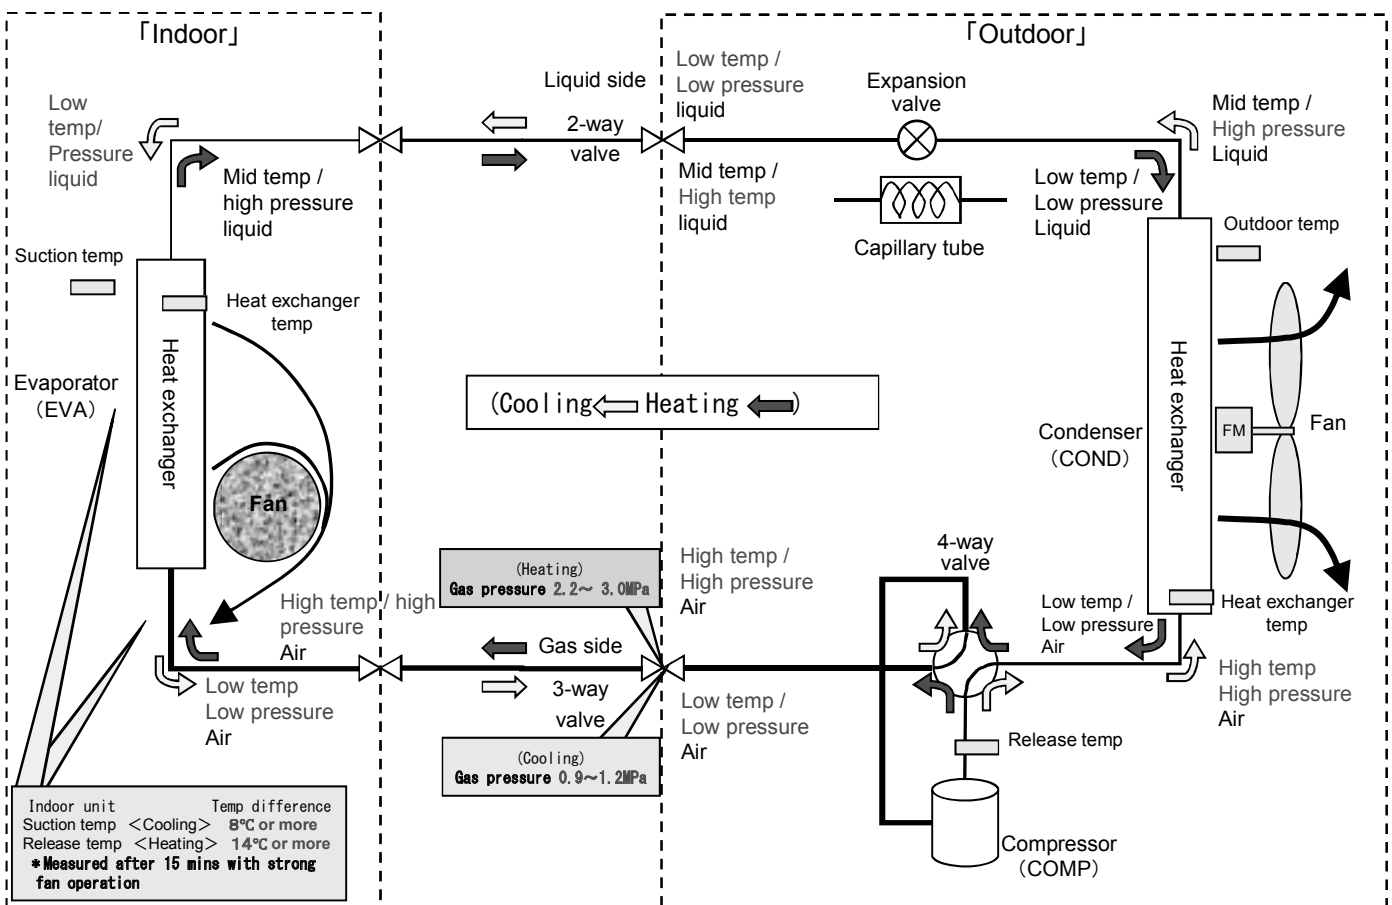 「Indoor」
「Outdoor」
Low
temp/
Pressure
liquid
Mid temp /
high pressure
liquid
Liquid side
2-way
valve
Low temp /
Low pressure
liquid
Mid temp /
High temp
liquid
Expansion
valve
Capillary tube
Mid temp /
High pressure
Liquid
Low temp /
Low pressure
Liquid
Suction temp
Heat exchanger
temp
Heat exchanger
Evaporator
（EVA）
Fan
(Cooling Heating )
Outdoor temp
Heat exchanger
Condenser
（COND）
FM
Fan
Heat exchanger
temp
4-way
valve
(Heating)
Gas pressure 2.2～ 3.0MPa
High temp /
High pressure
Air
High temp / high
pressure
Air
Low temp
Low pressure
Air
Gas side
3-way
valve
Low temp /
Low pressure
Air
Low temp /
Low pressure
Air
High temp
High pressure
Air
(Cooling)
Gas pressure 0.9～1.2MPa
Release temp
Compressor
（COMP）
Indoor unit Temp difference
Suction temp ＜Cooling＞ 8℃ or more
Release temp ＜Heating＞ 14℃ or more
＊Measured after 15 mins with strong
fan operation